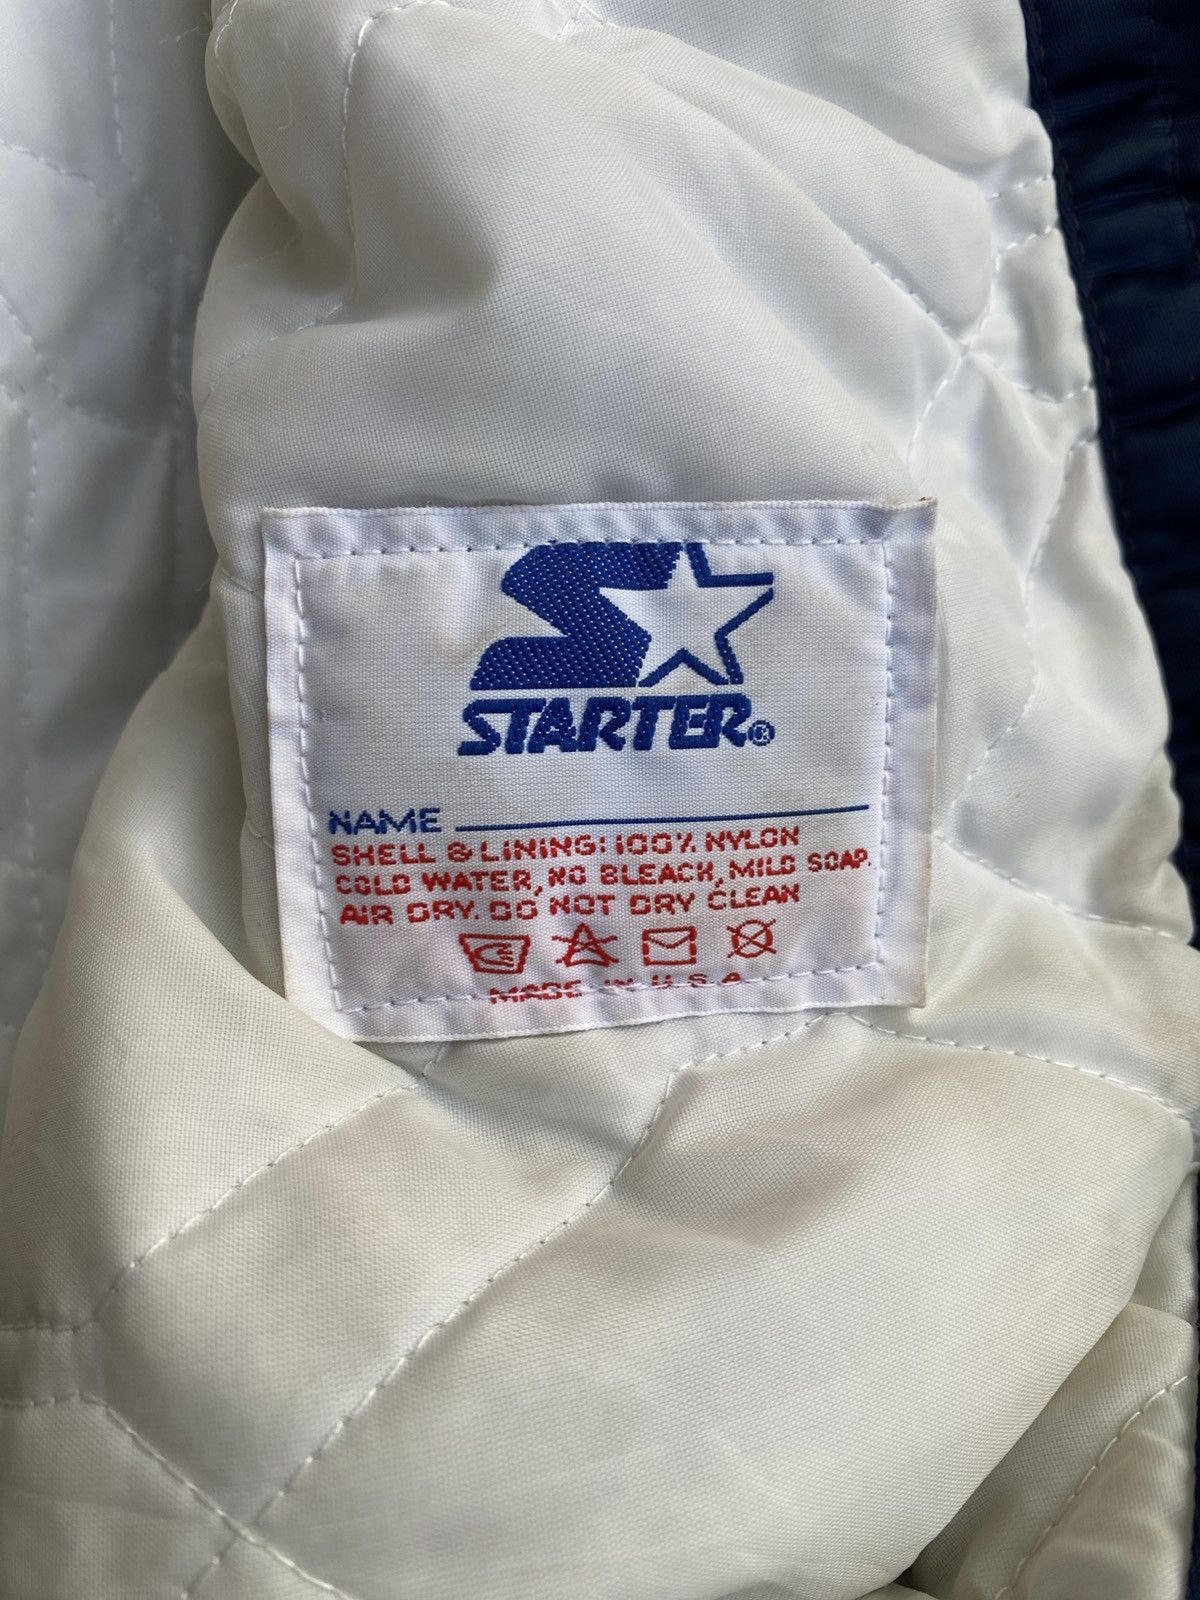 STARTER®
NAME
SHELL & LINING: 100% NYLON
COLD WATER, NO BLEACH, MILD SOAP.
AIR DRY. DO NOT DRY CLEAN
MADE IN U.S.A